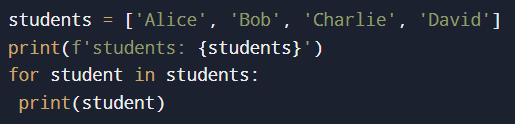 students = ['Alice', 'Bob', 'Charlie', 'David']
print(f'students: {students}')
for student in students:
 print(student)